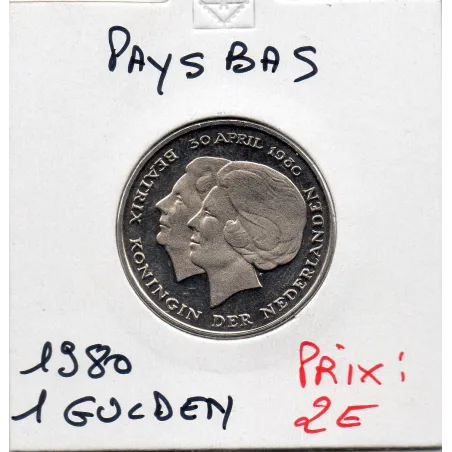 PAYS BAS
30 APRIL 1980
BEATRIX KONINGIN DER NEDERLANDEN
1980
1 GULDEN
PRIX :
2E